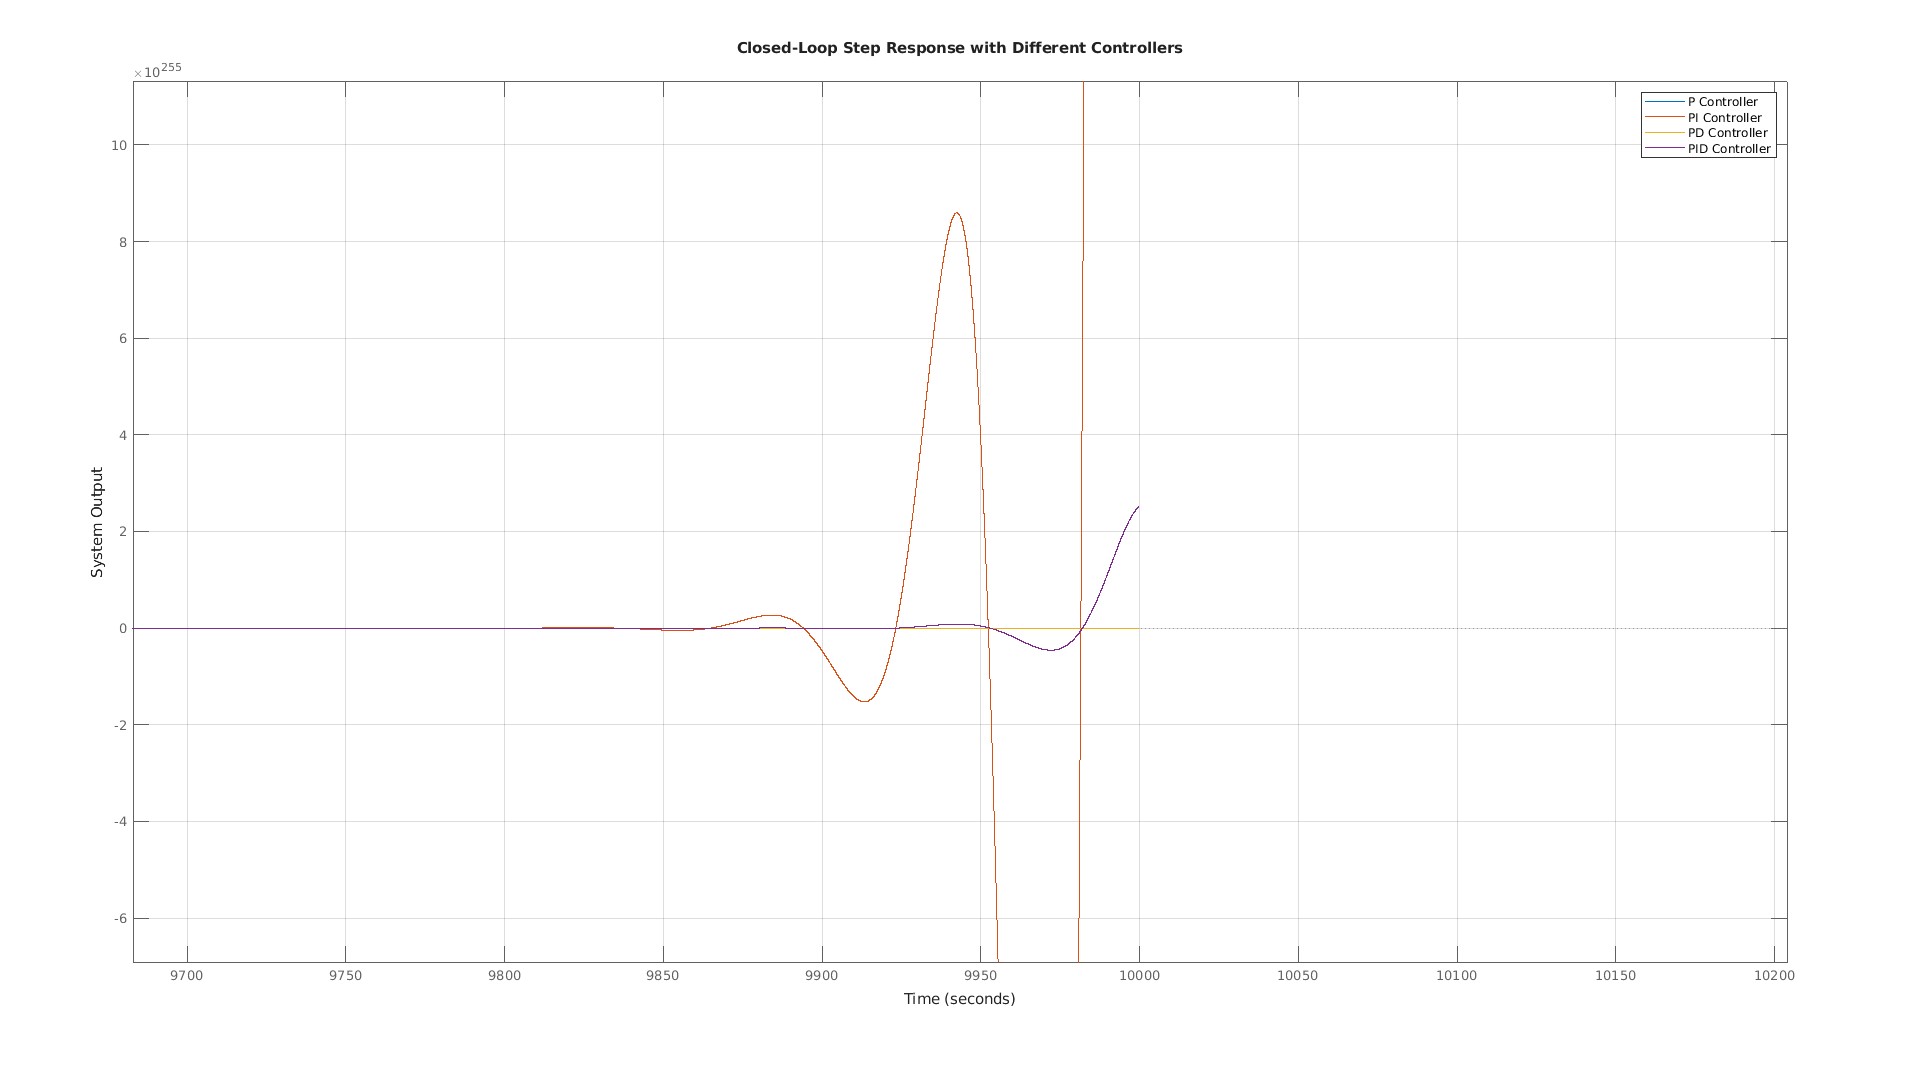 Closed-Loop Step Response with Different Controllers
×10^255
P Controller
PI Controller
PD Controller
PID Controller
10
8
6
4
2
0
-2
-4
-6
System Output
9700 9750 9800 9850 9900 9950 10000 10050 10100 10150 10200
Time (seconds)